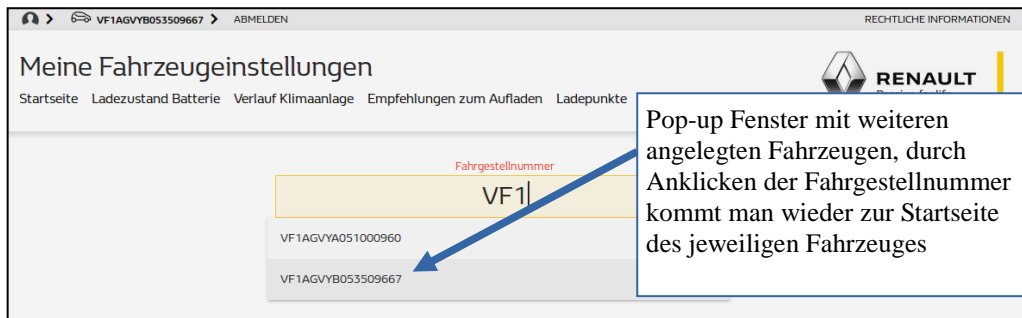 VF1AGVYB053509667 ABMELDEN RECHTLICHE INFORMATIONEN
Meine Fahrzeugeinstellungen
RENAULT
Startseite Ladezustand Batterie Verlauf Klimaanlage Empfehlungen zum Aufladen Ladepunkte
Pop-up Fenster mit weiteren
angelegten Fahrzeugen, durch
Anklicken der Fahrgestellnummer
kommt man wieder zur Startseite
des jeweiligen Fahrzeuges
Fahrgestellnummer
VF1
VF1AGVYA051000960
VF1AGVYB053509667